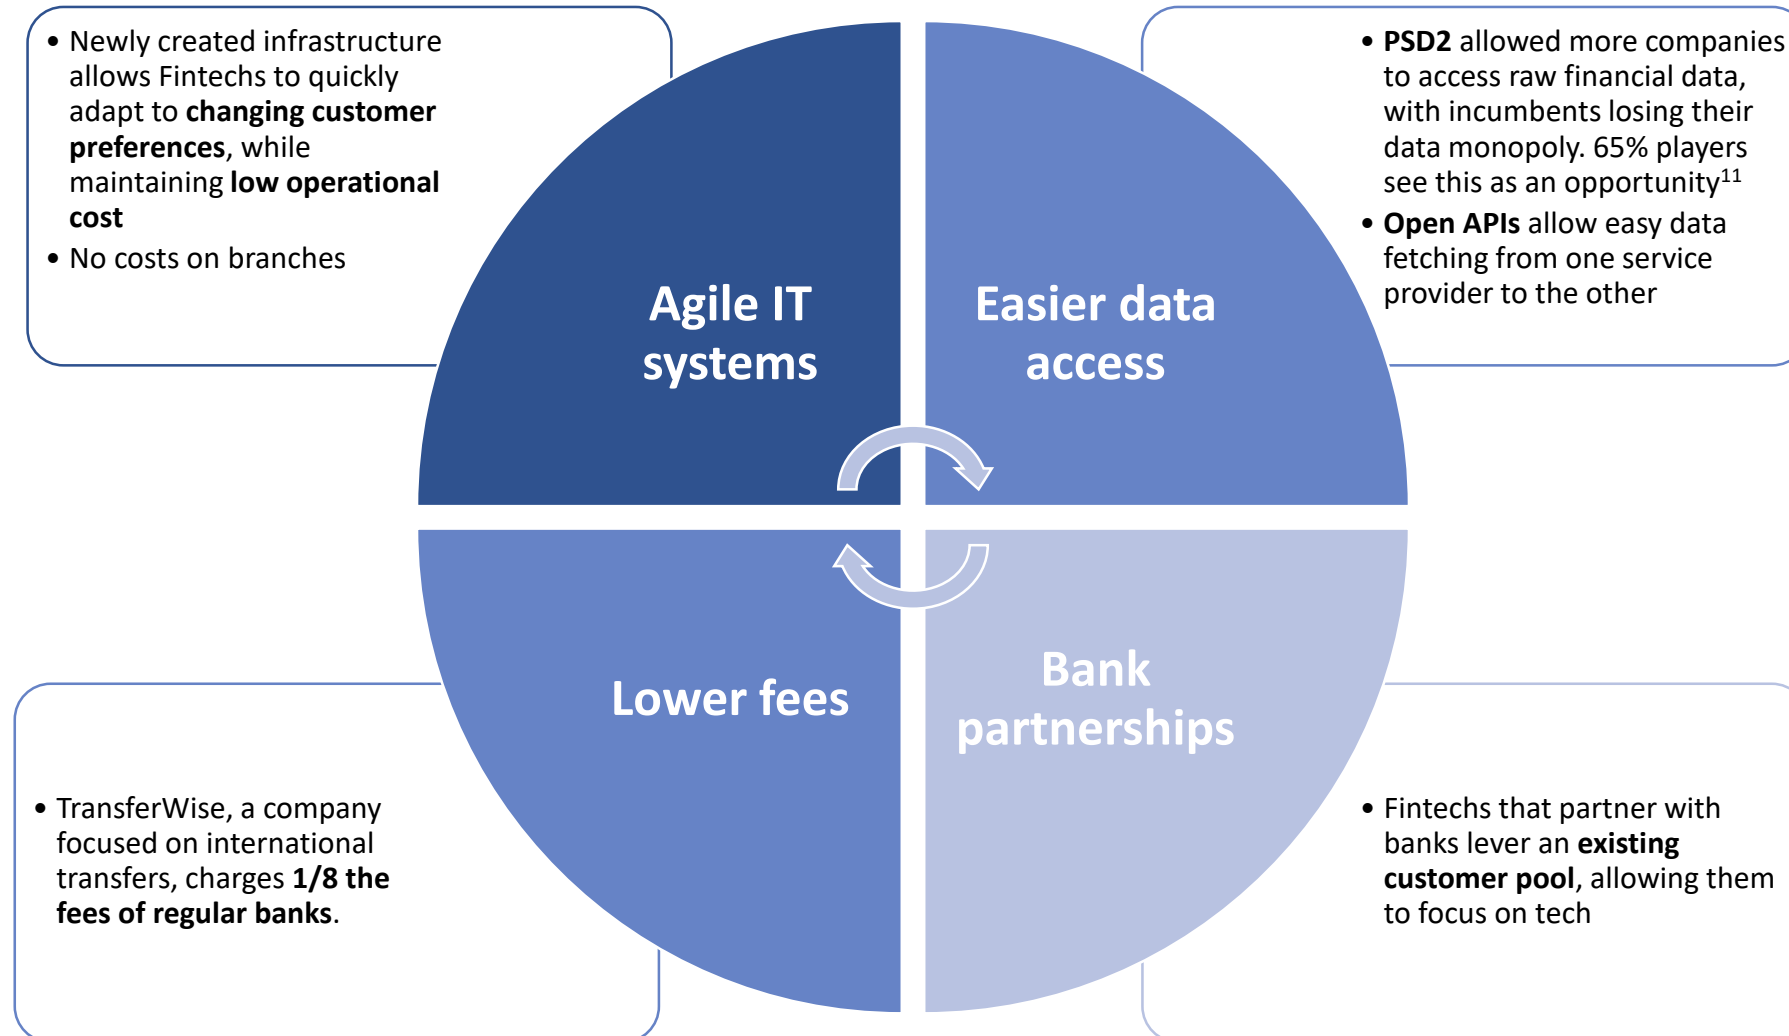 • Newly created infrastructure
allows Fintechs to quickly
adapt to changing customer
preferences, while
maintaining low operational
cost
• No costs on branches
Agile IT
systems
Easier data
access
• PSD2 allowed more companies
to access raw financial data,
with incumbents losing their
data monopoly. 65% players
see this as an opportunity¹¹
• Open APIs allow easy data
fetching from one service
provider to the other
• TransferWise, a company
focused on international
transfers, charges 1/8 the
fees of regular banks.
Lower fees
Bank
partnerships
• Fintechs that partner with
banks lever an existing
customer pool, allowing them
to focus on tech